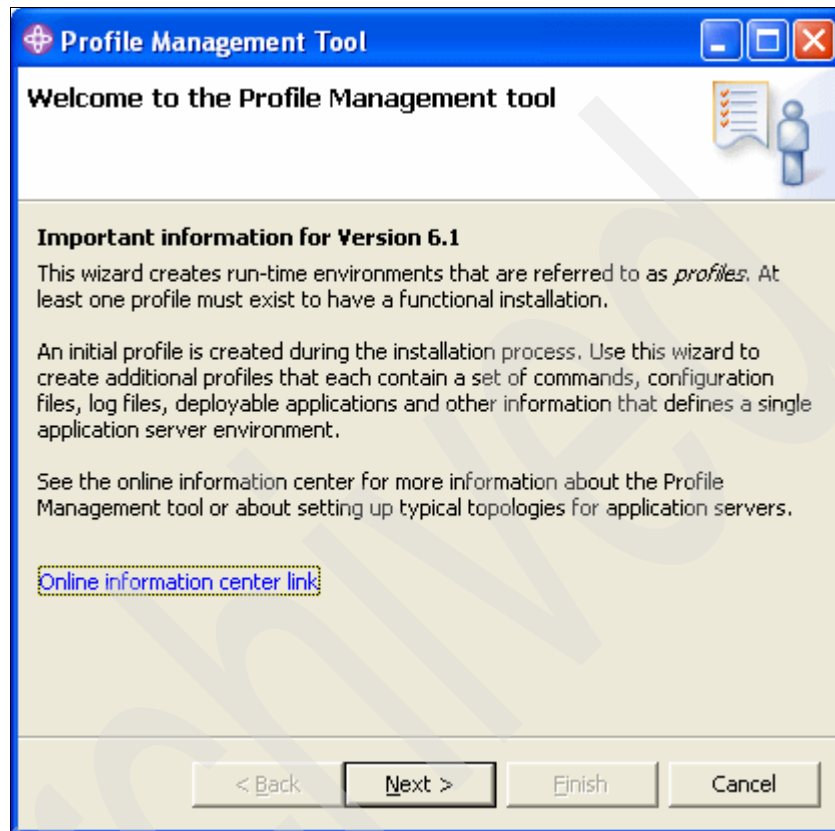 Profile Management Tool
Welcome to the Profile Management tool
Important information for Version 6.1
This wizard creates run-time environments that are referred to as profiles. At
least one profile must exist to have a functional installation.
An initial profile is created during the installation process. Use this wizard to
create additional profiles that each contain a set of commands, configuration
files, log files, deployable applications and other information that defines a single
application server environment.
See the online information center for more information about the Profile
Management tool or about setting up typical topologies for application servers.
Online information center link
< Back Next > Finish Cancel